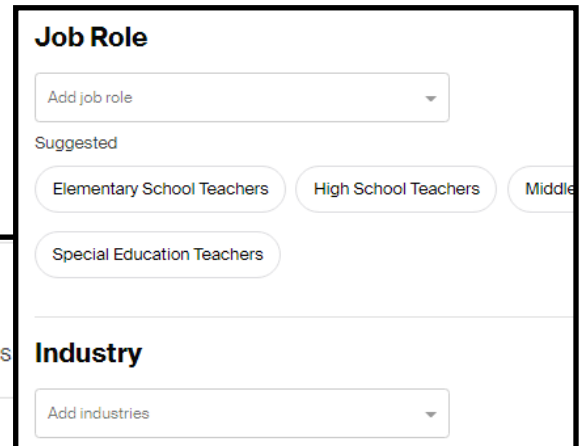 Job Role
Add job role
Suggested
Elementary School Teachers High School Teachers Middle
Special Education Teachers
s
Industry
Add industries